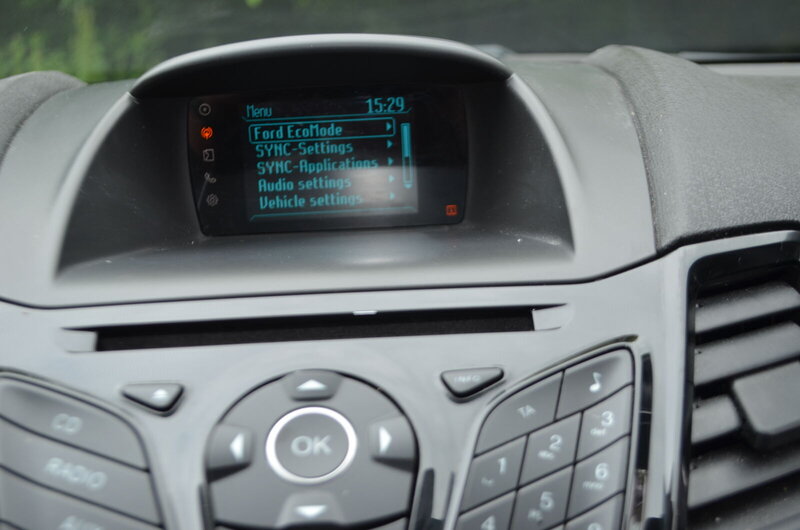 Menu 15:29
Ford EcoMode
SYNC-Settings
SYNC-Applications
Audio settings
Vehicle settings
INFO
CD
RADIO
OK
TA
1
2
3
def
4
5
6